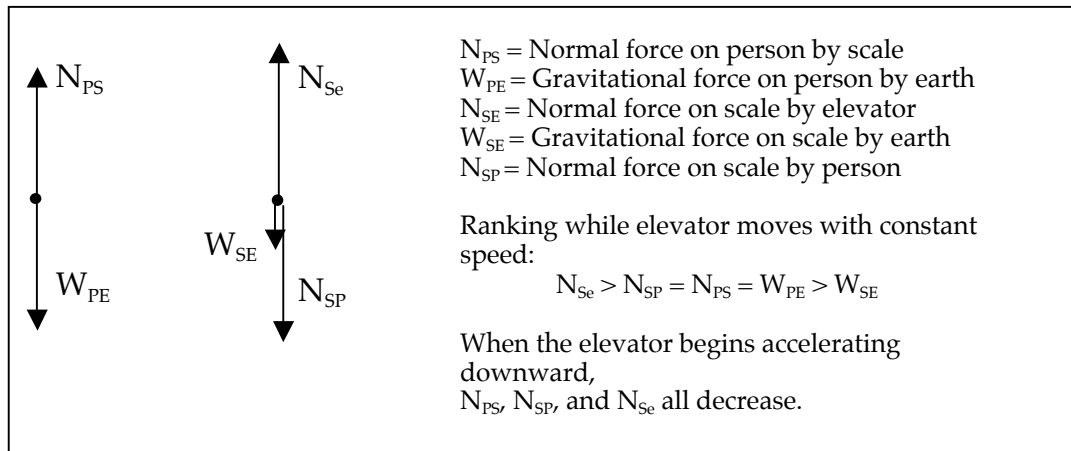 N_PS
W_PE
N_Se
W_SE
N_SP
N_PS = Normal force on person by scale
W_PE = Gravitational force on person by earth
N_SE = Normal force on scale by elevator
W_SE = Gravitational force on scale by earth
N_SP = Normal force on scale by person
Ranking while elevator moves with constant
speed:
N_Se > N_SP = N_PS = W_PE > W_SE
When the elevator begins accelerating
downward,
N_PS, N_SP, and N_Se all decrease.